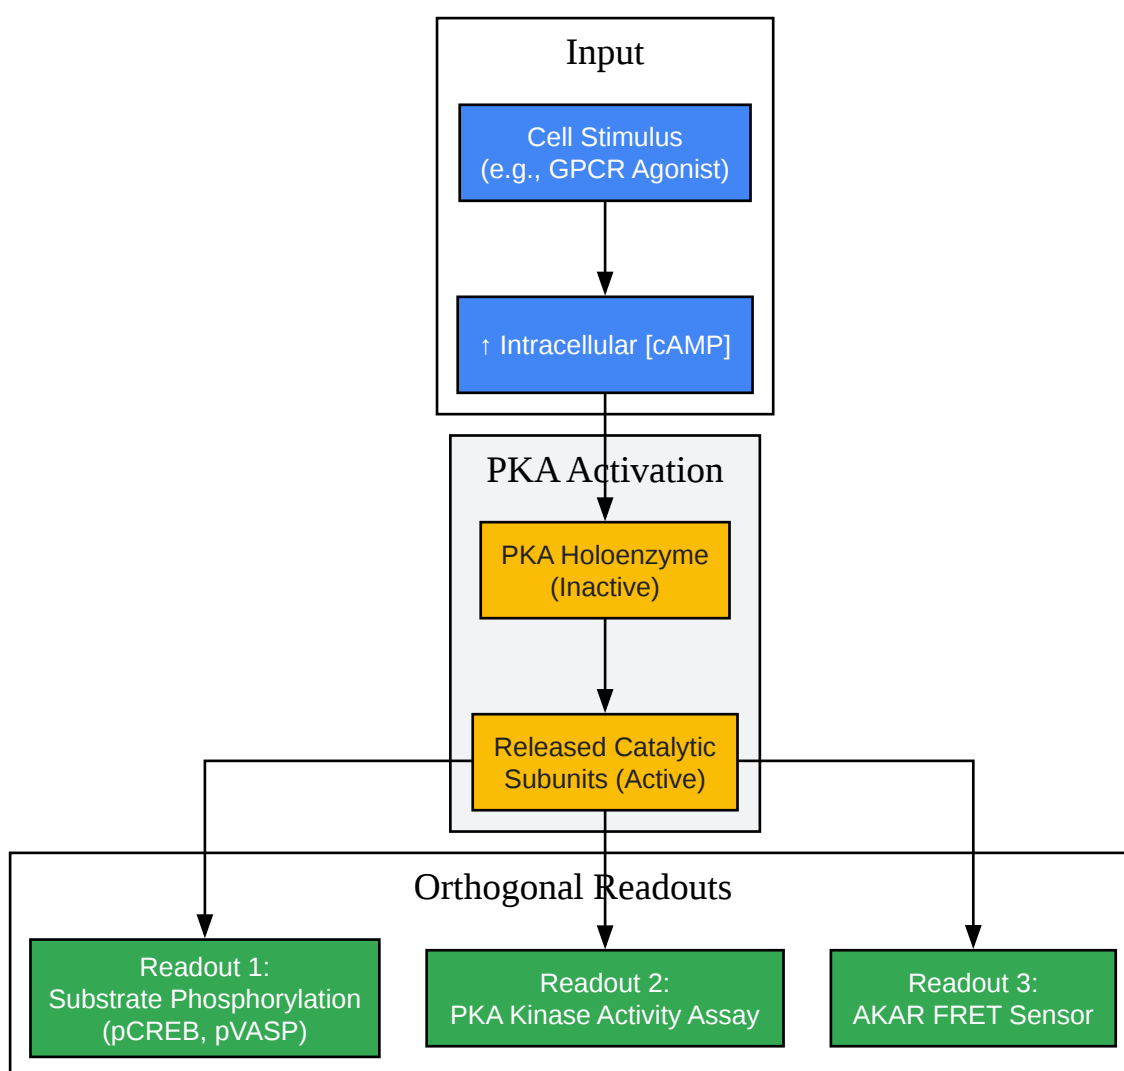 Input
Cell Stimulus
(e.g., GPCR Agonist)
↑ Intracellular [cAMP]
PKA Activation
PKA Holoenzyme
(Inactive)
Released Catalytic
Subunits (Active)
Orthogonal Readouts
Readout 1:
Substrate Phosphorylation
(pCREB, pVASP)
Readout 2:
PKA Kinase Activity Assay
Readout 3:
AKAR FRET Sensor